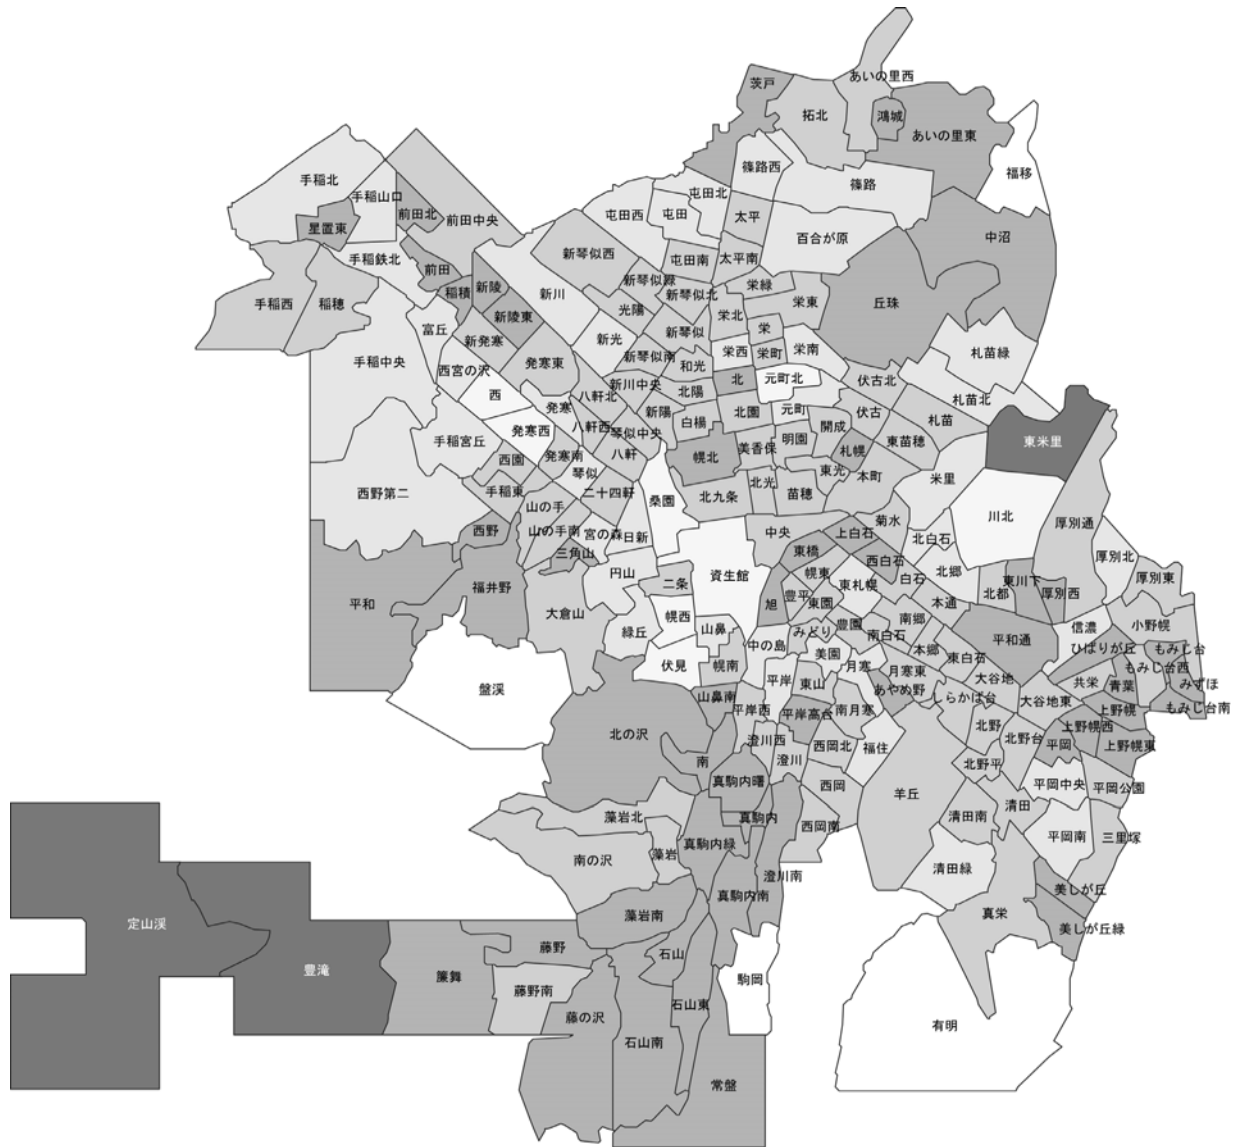 あいの里西
茨戸
拓北
鴻城
あいの里東
福移
手稲北
手稲山口
星置東
前田北
前田中央
篠路西
篠路
屯田北
屯田西
屯田
太平
百合が原
中沼
手稲鉄北
前田
新琴似西
屯田南
太平南
手稲西
稲穂
稲積
新陵
新川
新琴似緑
新琴似北
栄緑
栄東
丘珠
新陵東
光陽
栄北
富丘
新発寒
新光
新琴似
栄
手稲中央
西宮の沢
発寒東
新琴似南
和光
栄西
栄町
栄南
札苗緑
西
発寒
八軒北
新川中央
北陽
北
元町北
伏古北
札苗北
発寒西
八軒西
琴似中央
新陽
白楊
北園
元町
伏古
札苗
手稲宮丘
西園
発寒南
八軒
幌北
美香保
明園
開成
札幌
東苗穂
東米里
西野第二
手稲東
琴似
二十四軒
桑園
北九条
北光
苗穂
東光
本町
米里
山の手
西野
山の手南
宮の森
日新
中央
上白石
菊水
北白石
川北
厚別通
三角山
東橋
西白石
厚別北
平和
福井野
大倉山
円山
二条
資生館
幌東
東札幌
白石
北郷
北都
東川下
厚別西
厚別東
旭
豊平
東園
本通
緑丘
幌西
山鼻
中の島
みどり
豊園
南白石
南郷
平和通
信濃
小野幌
伏見
幌南
美園
月寒
本郷
東白石
ひばりが丘
もみじ台
盤渓
平岸
東山
あやめ野
月寒東
大谷地
共栄
青葉
もみじ台西
みずほ
山鼻南
平岸西
平岸高台
南月寒
しらかば台
大谷地東
上野幌
もみじ台南
北の沢
南
澄川西
澄川
西岡北
福住
北野
北野台
平岡
上野幌西
上野幌東
真駒内曙
西岡
羊丘
北野平
平岡中央
平岡公園
藻岩北
真駒内
西岡南
清田南
清田
平岡南
三里塚
南の沢
藻岩
真駒内緑
澄川南
清田緑
美しが丘
藻岩南
真駒内南
真栄
美しが丘緑
定山渓
豊滝
簾舞
藤野
藤野南
石山
駒岡
藤の沢
石山東
石山南
有明
常盤